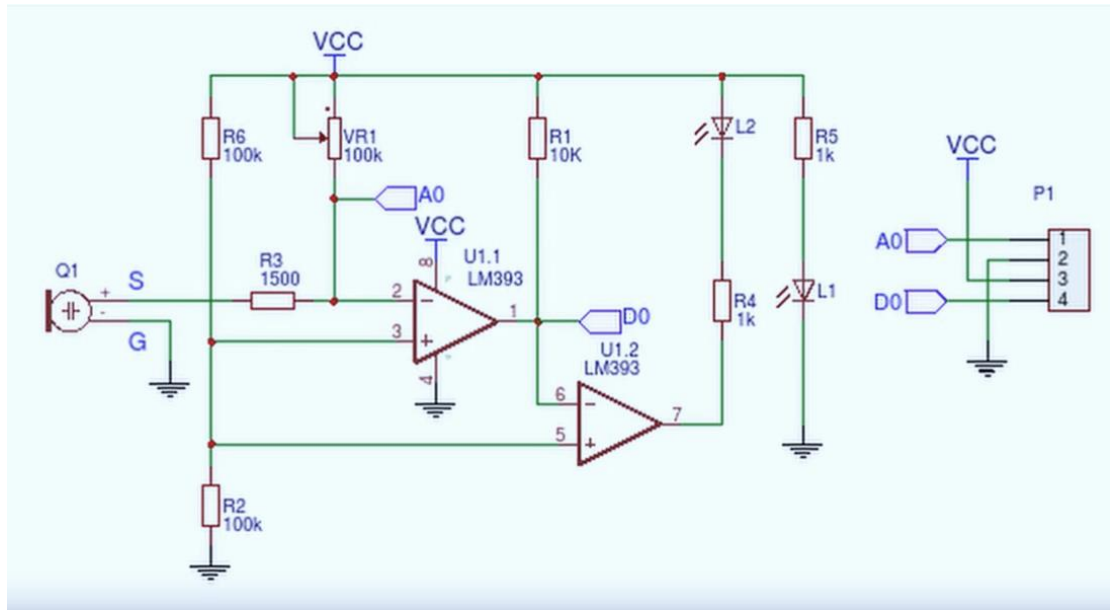 VCC
R6
100k
VR1
100k
A0
R1
10K
L2
R5
1k
VCC
P1
VCC
8
U1.1
LM393
A0
1
2
3
D0
4
Q1
S
+
-
G
R3
1500
2
−
3
+
1
4
D0
U1.2
LM393
6
−
5
+
7
R4
1k
L1
R2
100k